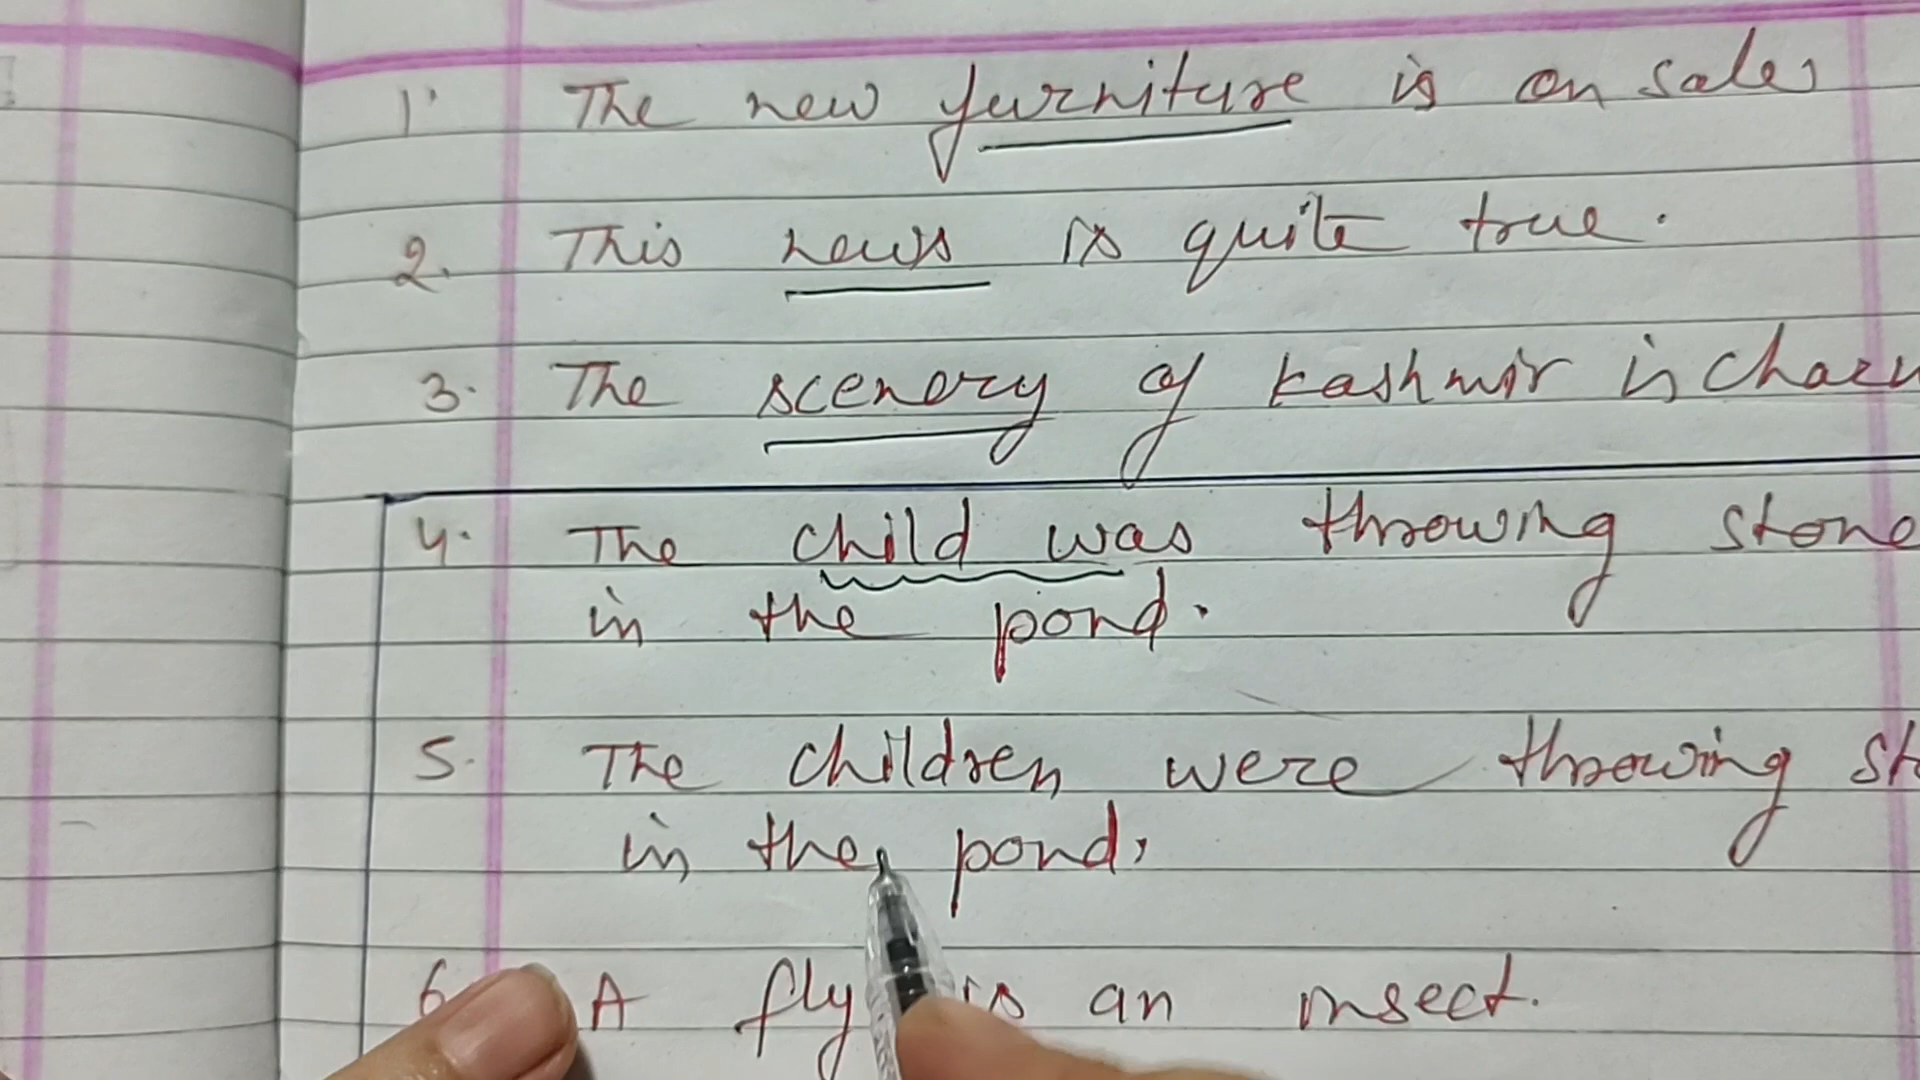 1. The new furniture is on sale.
2. This news is quite true.
3. The scenery of Kashmir is
4. The child was throwing stone
in the pond.
5. The children were throwing
in the pond.
6. A fly is an insect.